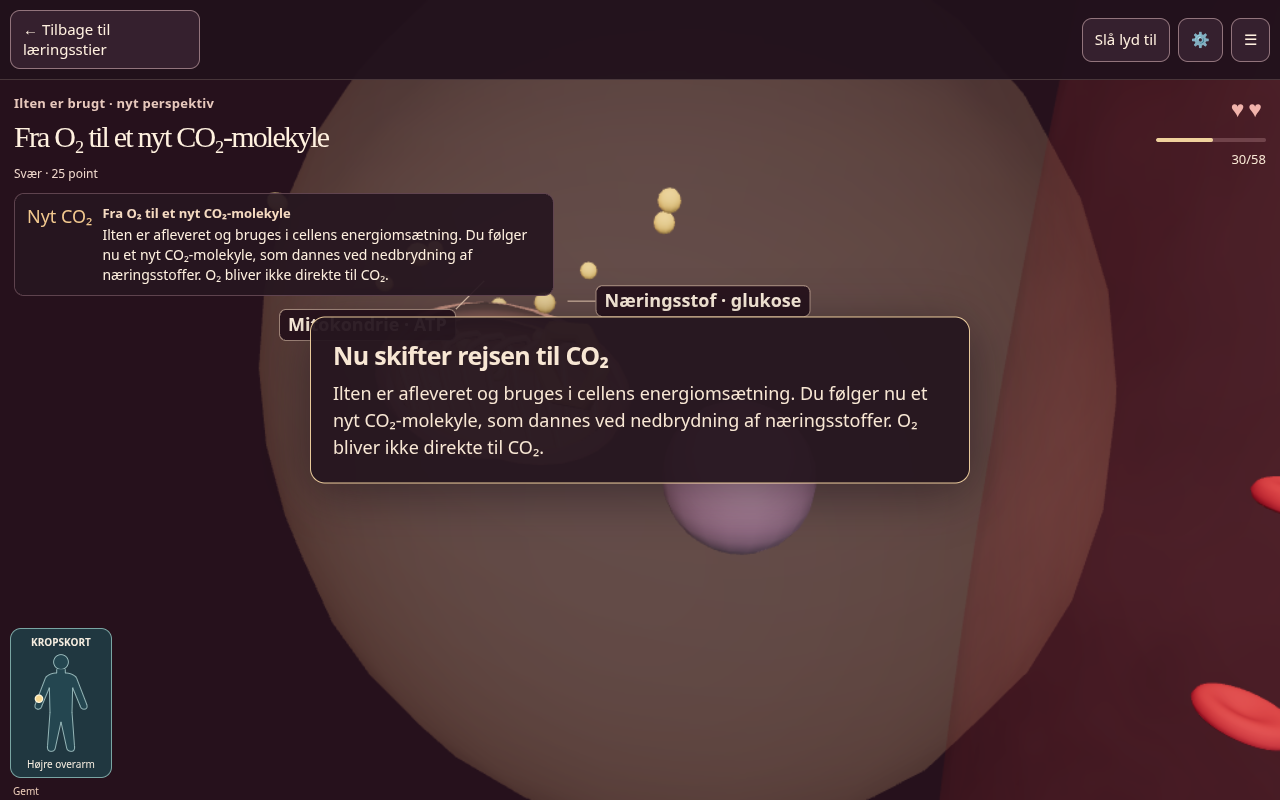 ← Tilbage til
læringsstier
Slå lyd til
Ilten er brugt · nyt perspektiv
Fra O₂ til et nyt CO₂-molekyle
Svær · 25 point
30/58
Nyt CO₂
Fra O₂ til et nyt CO₂-molekyle
Ilten er afleveret og bruges i cellens energiomsætning. Du følger
nu et nyt CO₂-molekyle, som dannes ved nedbrydning af
næringsstoffer. O₂ bliver ikke direkte til CO₂.
Næringsstof · glukose
Mitokondrie · ATP
Nu skifter rejsen til CO₂
Ilten er afleveret og bruges i cellens energiomsætning. Du følger nu et
nyt CO₂-molekyle, som dannes ved nedbrydning af næringsstoffer. O₂
bliver ikke direkte til CO₂.
KROPSKORT
Højre overarm
Gemt